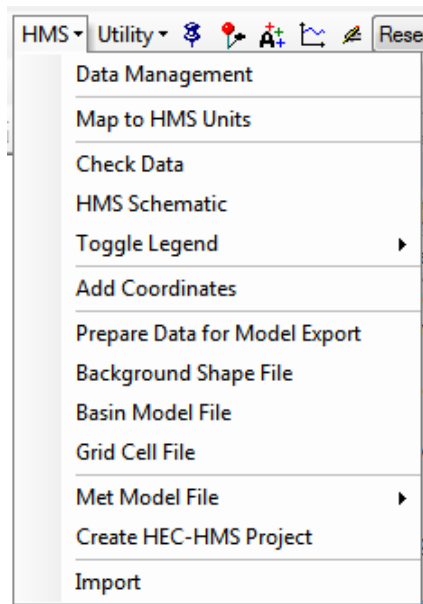 HMS Utility Rese
Data Management
Map to HMS Units
Check Data
HMS Schematic
Toggle Legend
Add Coordinates
Prepare Data for Model Export
Background Shape File
Basin Model File
Grid Cell File
Met Model File
Create HEC-HMS Project
Import